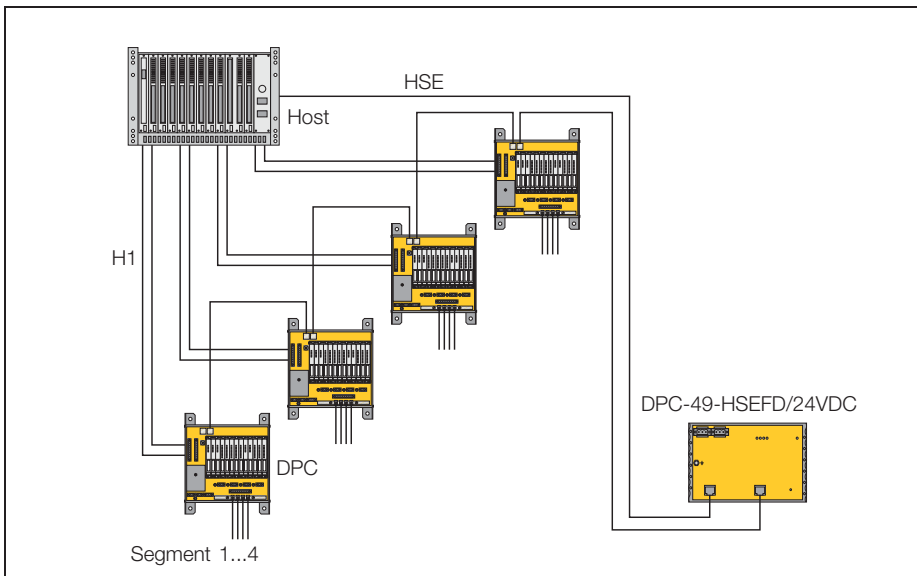 HSE
Host
H1
DPC-49-HSEFD/24VDC
DPC
Segment 1...4